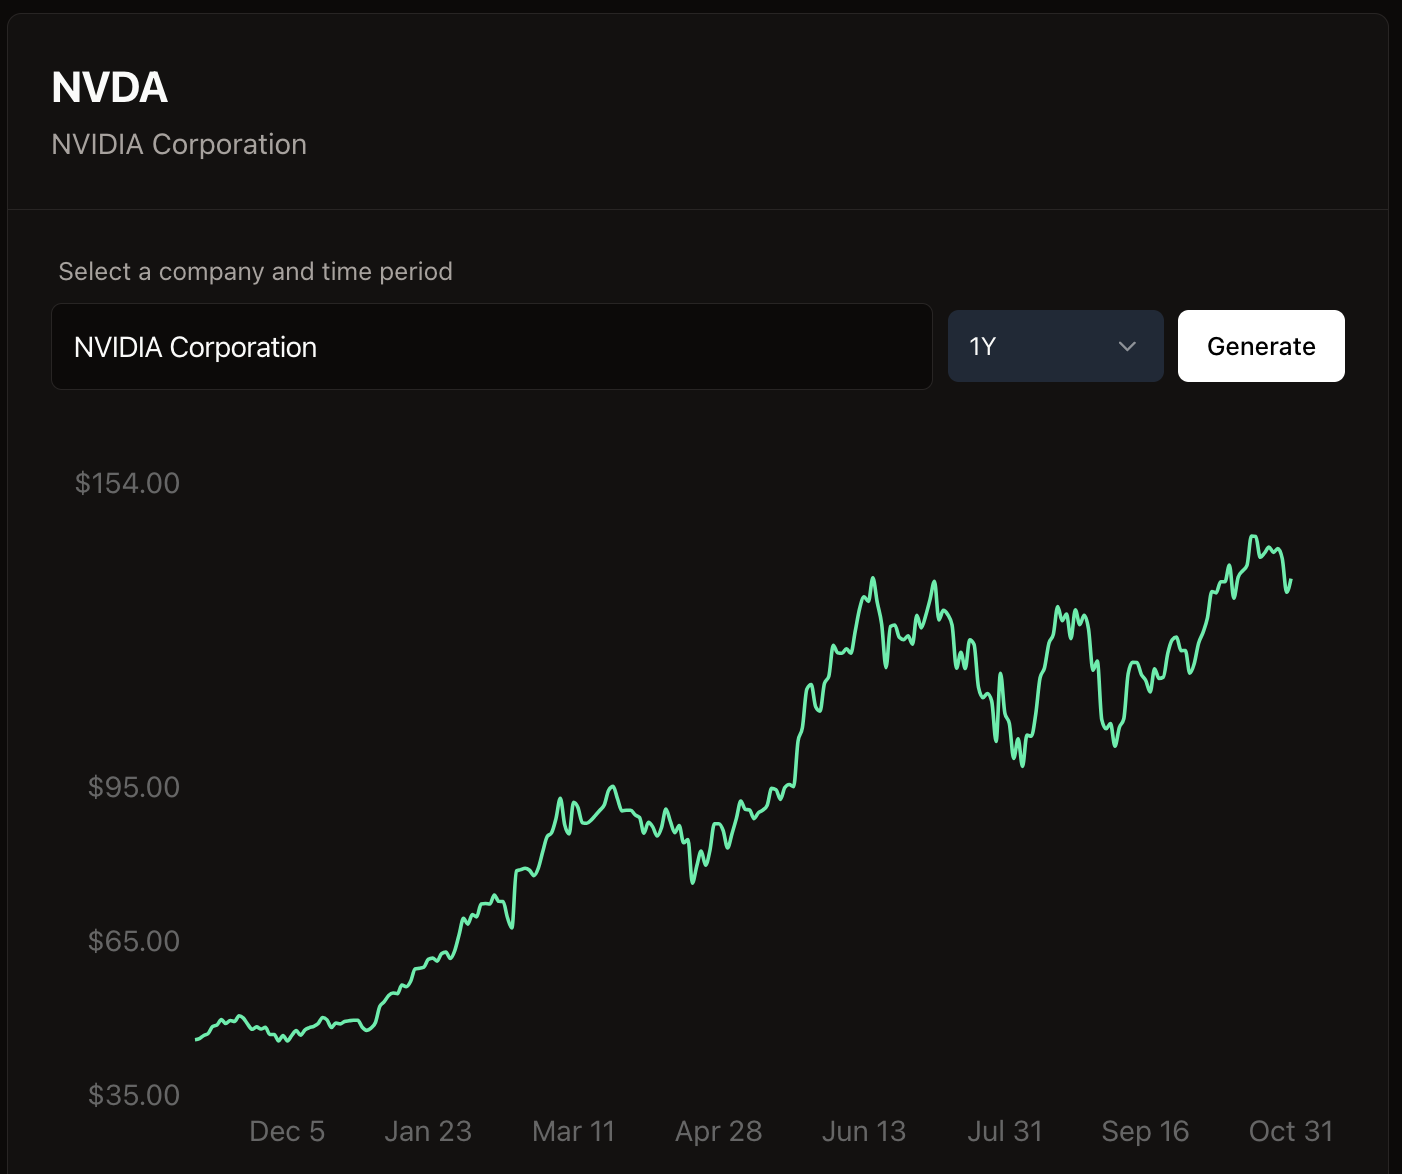 NVDA
NVIDIA Corporation
Select a company and time period
NVIDIA Corporation
1Y
Generate
$154.00
$95.00
$65.00
$35.00
Dec 5 Jan 23 Mar 11 Apr 28 Jun 13 Jul 31 Sep 16 Oct 31